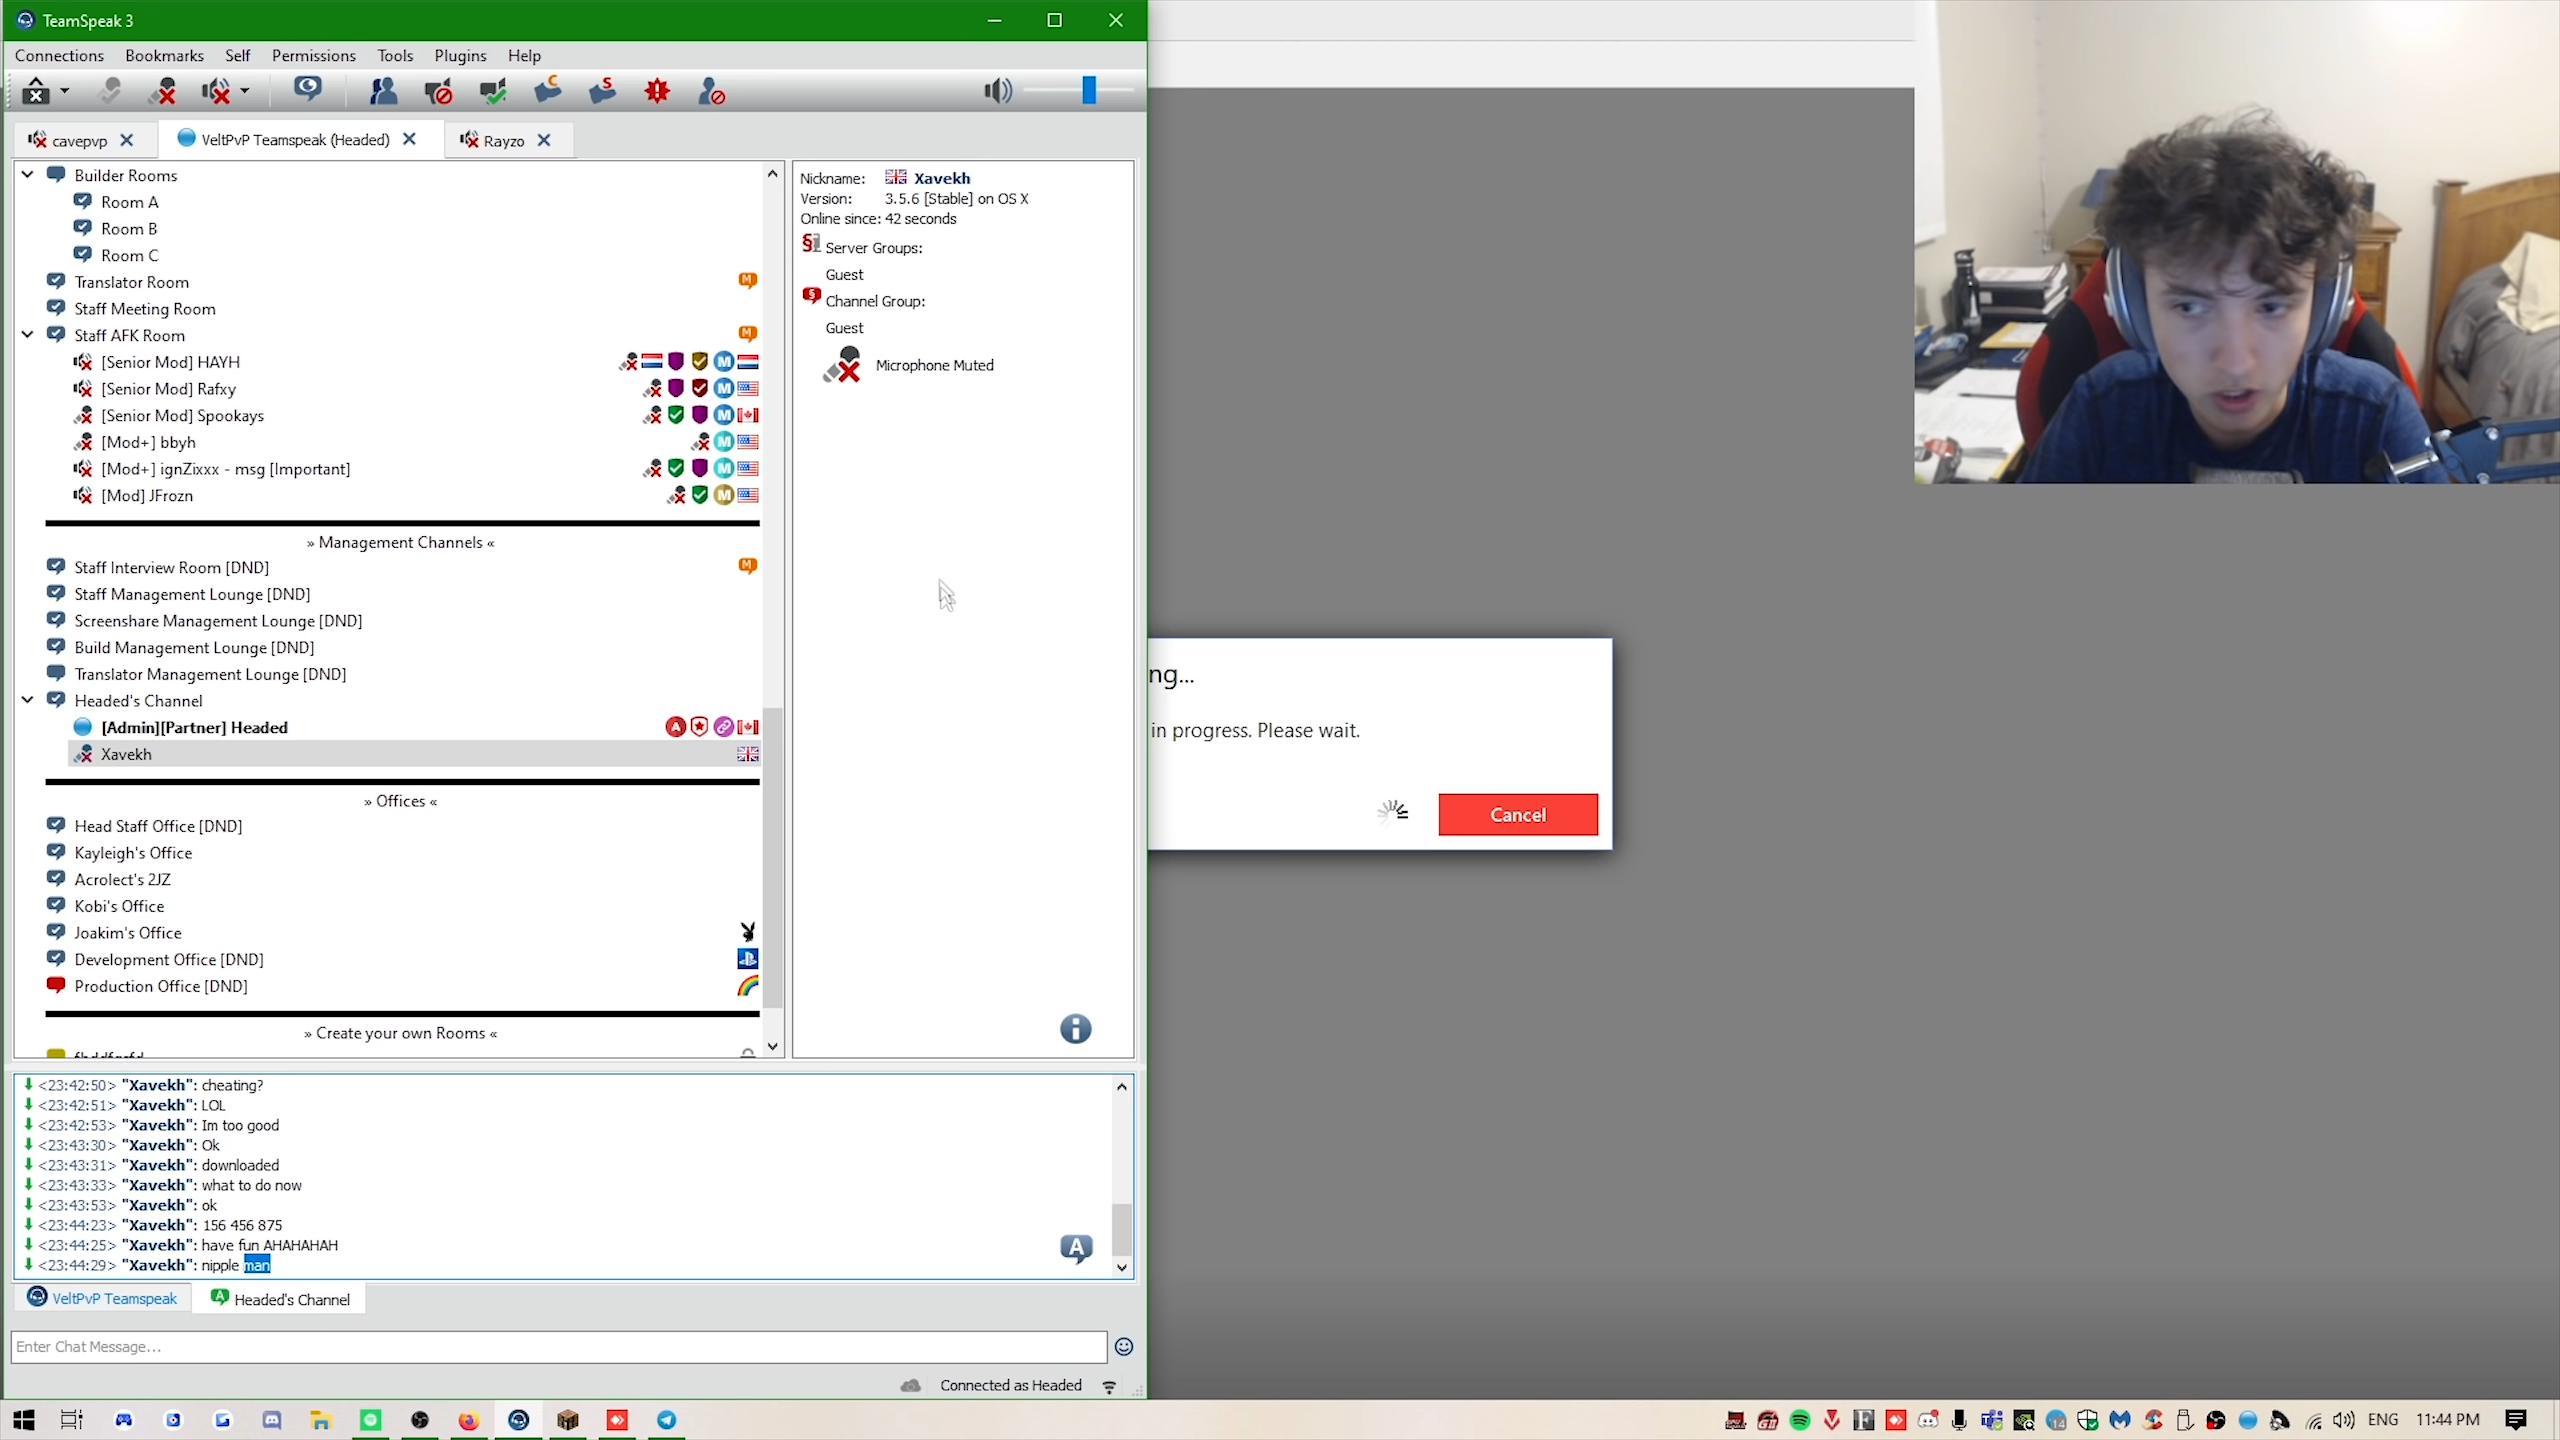 TeamSpeak 3
Connections Bookmarks Self Permissions Tools Plugins Help
cavepvp VeltPvP Teamspeak (Headed) Rayzo
Builder Rooms
Room A
Room B
Room C
Translator Room
Staff Meeting Room
Staff AFK Room
[Senior Mod] HAYH
[Senior Mod] Rafxy
[Senior Mod] Spookays
[Mod+] bbyh
[Mod+] ignZixxx - msg [Important]
[Mod] JFrozn
» Management Channels «
Staff Interview Room [DND]
Staff Management Lounge [DND]
Screenshare Management Lounge [DND]
Build Management Lounge [DND]
Translator Management Lounge [DND]
Headed's Channel
[Admin][Partner] Headed
Xavekh
» Offices «
Head Staff Office [DND]
Kayleigh's Office
Acrolect's 2JZ
Kobi's Office
Joakim's Office
Development Office [DND]
Production Office [DND]
» Create your own Rooms «
Nickname: Xavekh
Version: 3.5.6 [Stable] on OS X
Online since: 42 seconds
Server Groups:
Guest
Channel Group:
Guest
Microphone Muted
ng...
in progress. Please wait.
Cancel
<23:42:50> "Xavekh": cheating?
<23:42:51> "Xavekh": LOL
<23:42:53> "Xavekh": Im too good
<23:43:30> "Xavekh": Ok
<23:43:31> "Xavekh": downloaded
<23:43:33> "Xavekh": what to do now
<23:43:53> "Xavekh": ok
<23:44:23> "Xavekh": 156 456 875
<23:44:25> "Xavekh": have fun AHAHAHAH
<23:44:29> "Xavekh": nipple man
VeltPvP Teamspeak Headed's Channel
Enter Chat Message...
Connected as Headed
ENG 11:44 PM